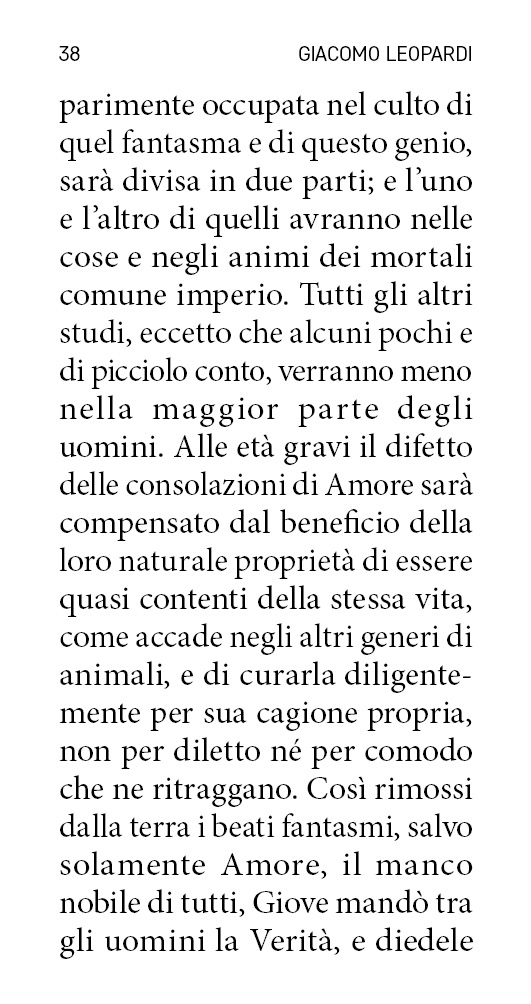 38 GIACOMO LEOPARDI
parimente occupata nel culto di
quel fantasma e di questo genio,
sarà divisa in due parti; e l’uno
e l’altro di quelli avranno nelle
cose e negli animi dei mortali
comune imperio. Tutti gli altri
studi, eccetto che alcuni pochi e
di picciolo conto, verranno meno
nella maggior parte degli
uomini. Alle età gravi il difetto
delle consolazioni di Amore sarà
compensato dal beneficio della
loro naturale proprietà di essere
quasi contenti della stessa vita,
come accade negli altri generi di
animali, e di curarla diligente-
mente per sua cagione propria,
non per diletto né per comodo
che ne ritraggano. Così rimossi
dalla terra i beati fantasmi, salvo
solamente Amore, il manco
nobile di tutti, Giove mandò tra
gli uomini la Verità, e diedele